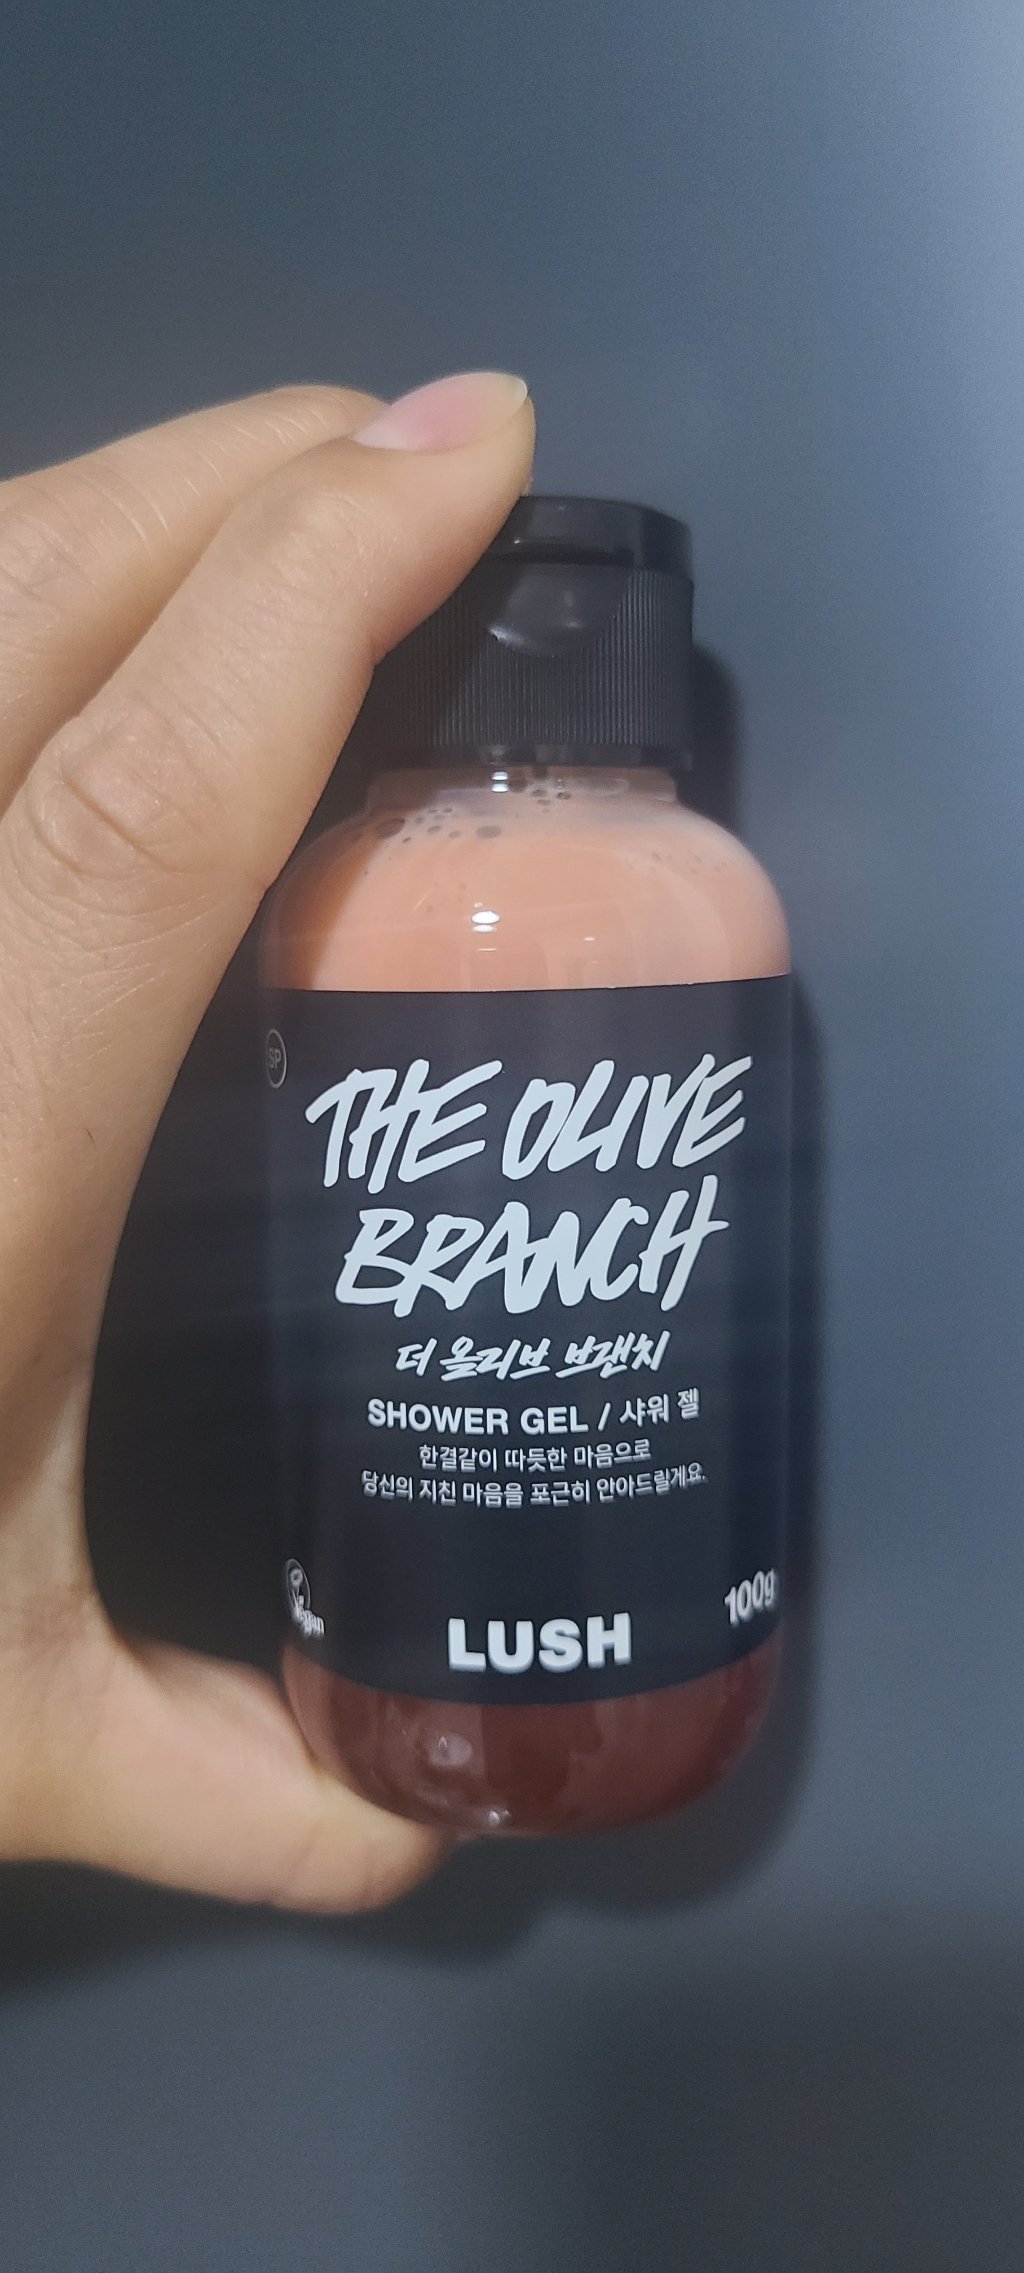 SP
THE OLIVE
BRANCH
더 올리브 브랜치
SHOWER GEL / 샤워 젤
한결같이 따듯한 마음으로
당신의 지친 마음을 포근히 안아드릴게요.
Vegan
100g
LUSH